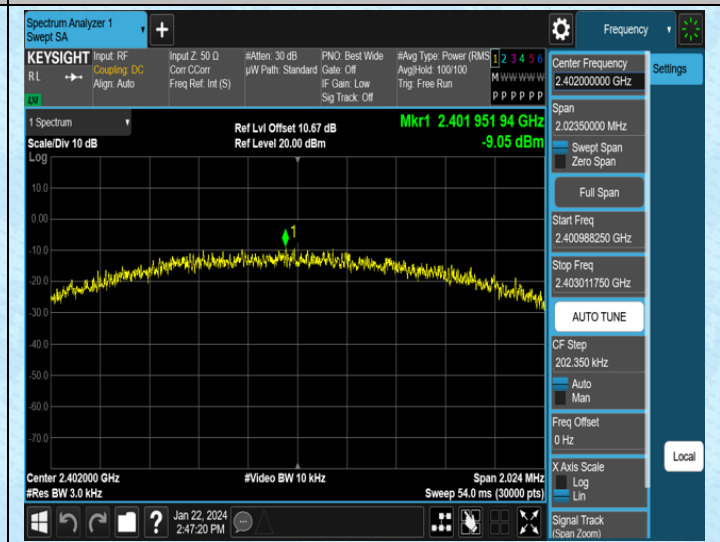 Spectrum Analyzer 1
Swept SA
Frequency
KEYSIGHT
RL
LXI
Input: RF
Coupling: DC
Align: Auto
Input Z: 50 Ω
Corr CCorr
Freq Ref: Int (S)
#Atten: 30 dB
µW Path: Standard
PNO: Best Wide
Gate: Off
IF Gain: Low
Sig Track: Off
#Avg Type: Power (RMS
Avg|Hold: 100/100
Trig: Free Run
1 2 3 4 5 6
M W W W W W
P P P P P P
Center Frequency
2.402000000 GHz
Settings
1 Spectrum
Scale/Div 10 dB
Log
Ref Lvl Offset 10.67 dB
Ref Level 20.00 dBm
Mkr1 2.401 951 94 GHz
-9.05 dBm
10.0
0.00
-10.0
-20.0
-30.0
-40.0
-50.0
-60.0
-70.0
1
Span
2.02350000 MHz
Swept Span
Zero Span
Full Span
Start Freq
2.400988250 GHz
Stop Freq
2.403011750 GHz
AUTO TUNE
CF Step
202.350 kHz
Auto
Man
Freq Offset
0 Hz
X Axis Scale
Log
Lin
Signal Track
(Span Zoom)
Local
Center 2.402000 GHz
#Res BW 3.0 kHz
#Video BW 10 kHz
Span 2.024 MHz
Sweep 54.0 ms (30000 pts)
?
Jan 22, 2024
2:47:20 PM